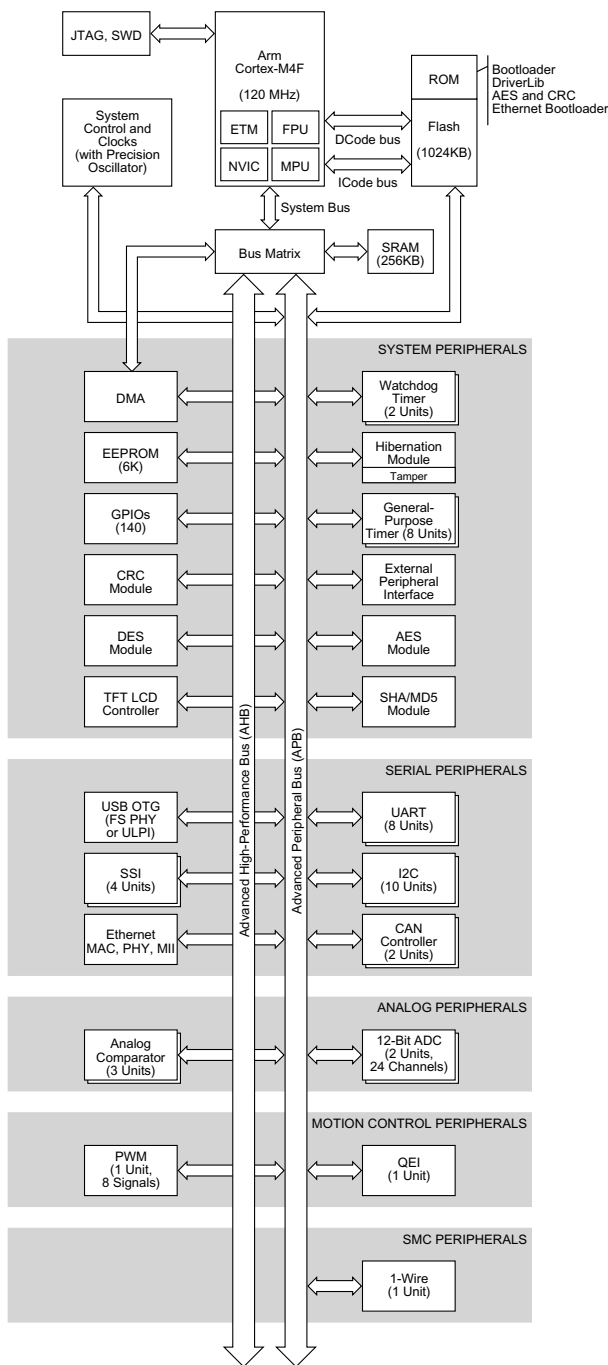 JTAG, SWD
Arm
Cortex-M4F
(120 MHz)
ETM
FPU
NVIC
MPU
ROM
Flash
(1024KB)
Bootloader
DriverLib
AES and CRC
Ethernet Bootloader
System
Control and
Clocks
(with Precision
Oscillator)
DCode bus
ICode bus
System Bus
Bus Matrix
SRAM
(256KB)
SYSTEM PERIPHERALS
DMA
Watchdog
Timer
(2 Units)
EEPROM
(6K)
Hibernation
Module
Tamper
GPIOs
(140)
General-
Purpose
Timer (8 Units)
CRC
Module
External
Peripheral
Interface
DES
Module
AES
Module
TFT LCD
Controller
SHA/MD5
Module
Advanced High-Performance Bus (AHB)
Advanced Peripheral Bus (APB)
SERIAL PERIPHERALS
USB OTG
(FS PHY
or ULPI)
UART
(8 Units)
SSI
(4 Units)
I2C
(10 Units)
Ethernet
MAC, PHY, MII
CAN
Controller
(2 Units)
ANALOG PERIPHERALS
Analog
Comparator
(3 Units)
12-Bit ADC
(2 Units,
24 Channels)
MOTION CONTROL PERIPHERALS
PWM
(1 Unit,
8 Signals)
QEI
(1 Unit)
SMC PERIPHERALS
1-Wire
(1 Unit)